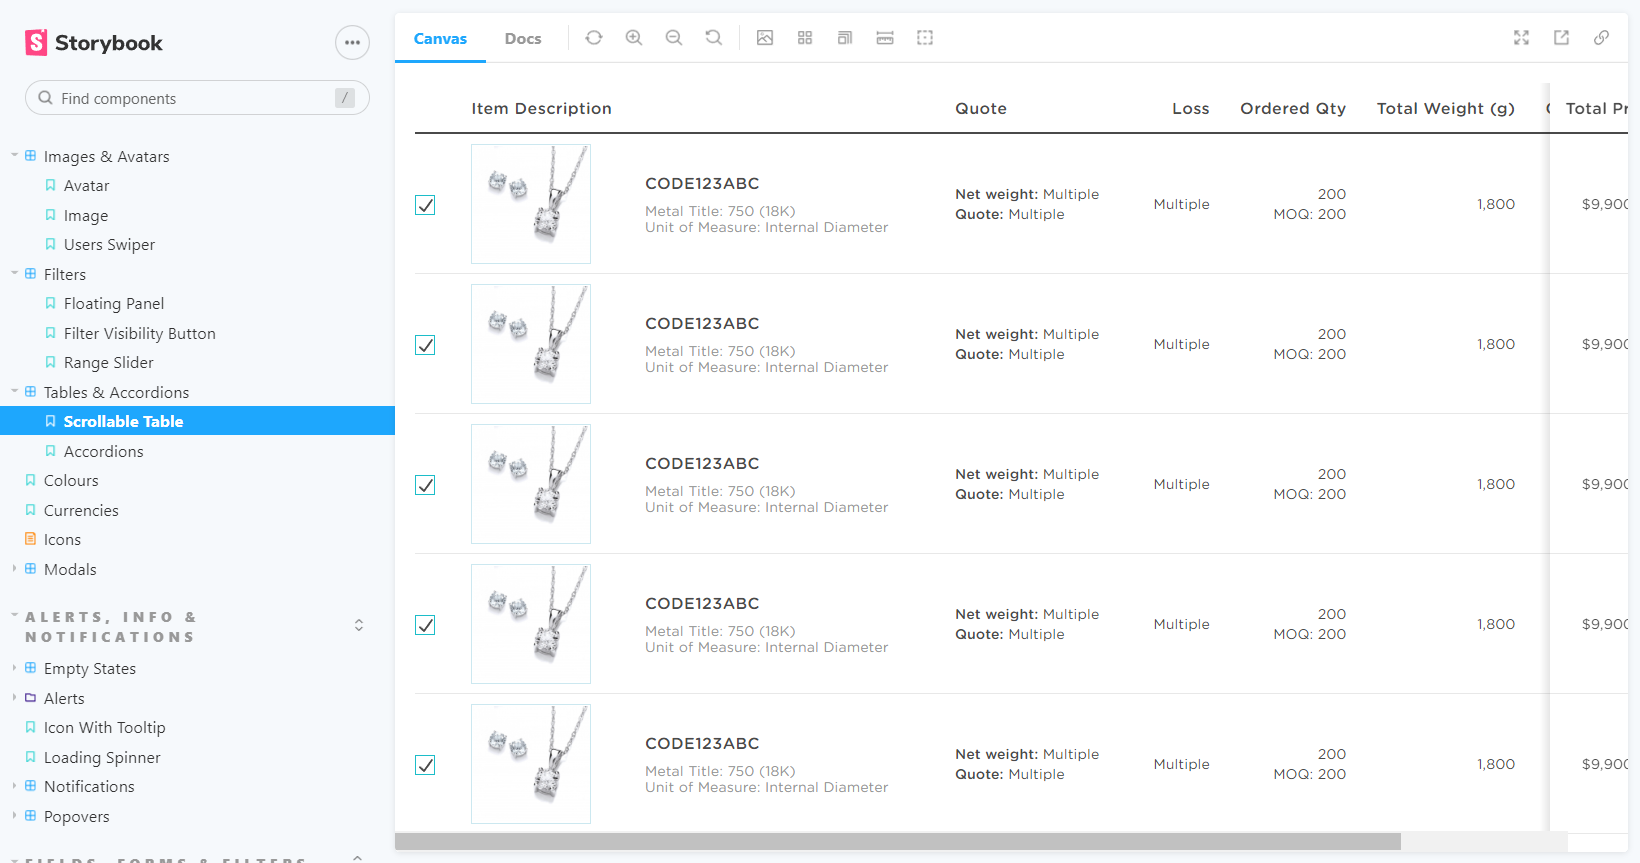 Storybook
Find components
/
Images & Avatars
Avatar
Image
Users Swiper
Filters
Floating Panel
Filter Visibility Button
Range Slider
Tables & Accordions
Scrollable Table
Accordions
Colours
Currencies
Icons
Modals
ALERTS, INFO &
NOTIFICATIONS
Empty States
Alerts
Icon With Tooltip
Loading Spinner
Notifications
Popovers
FIELDS, FORMS & FILTERS
Canvas Docs
Item Description Quote Loss Ordered Qty Total Weight (g) Total Pr
CODE123ABC
Metal Title: 750 (18K)
Unit of Measure: Internal Diameter
Net weight: Multiple
Quote: Multiple
Multiple
200
MOQ: 200
1,800
$9,900
CODE123ABC
Metal Title: 750 (18K)
Unit of Measure: Internal Diameter
Net weight: Multiple
Quote: Multiple
Multiple
200
MOQ: 200
1,800
$9,900
CODE123ABC
Metal Title: 750 (18K)
Unit of Measure: Internal Diameter
Net weight: Multiple
Quote: Multiple
Multiple
200
MOQ: 200
1,800
$9,900
CODE123ABC
Metal Title: 750 (18K)
Unit of Measure: Internal Diameter
Net weight: Multiple
Quote: Multiple
Multiple
200
MOQ: 200
1,800
$9,900
CODE123ABC
Metal Title: 750 (18K)
Unit of Measure: Internal Diameter
Net weight: Multiple
Quote: Multiple
Multiple
200
MOQ: 200
1,800
$9,900